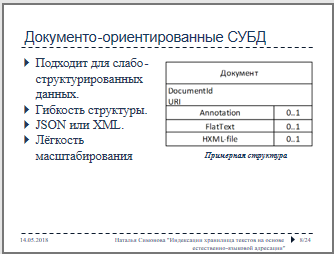 Документо-ориентированные СУБД
Подходит для слабо-
структурированных
данных.
Гибкость структуры.
JSON или XML.
Лёгкость
масштабирования
Документ
DocumentId
URI
Annotation 0..1
FlatText 0..1
HXML-file 0..1
Примерная структура
14.05.2018
Наталья Симонова "Индексация хранилища текстов на основе
естественно-языковой адресации"
8/24